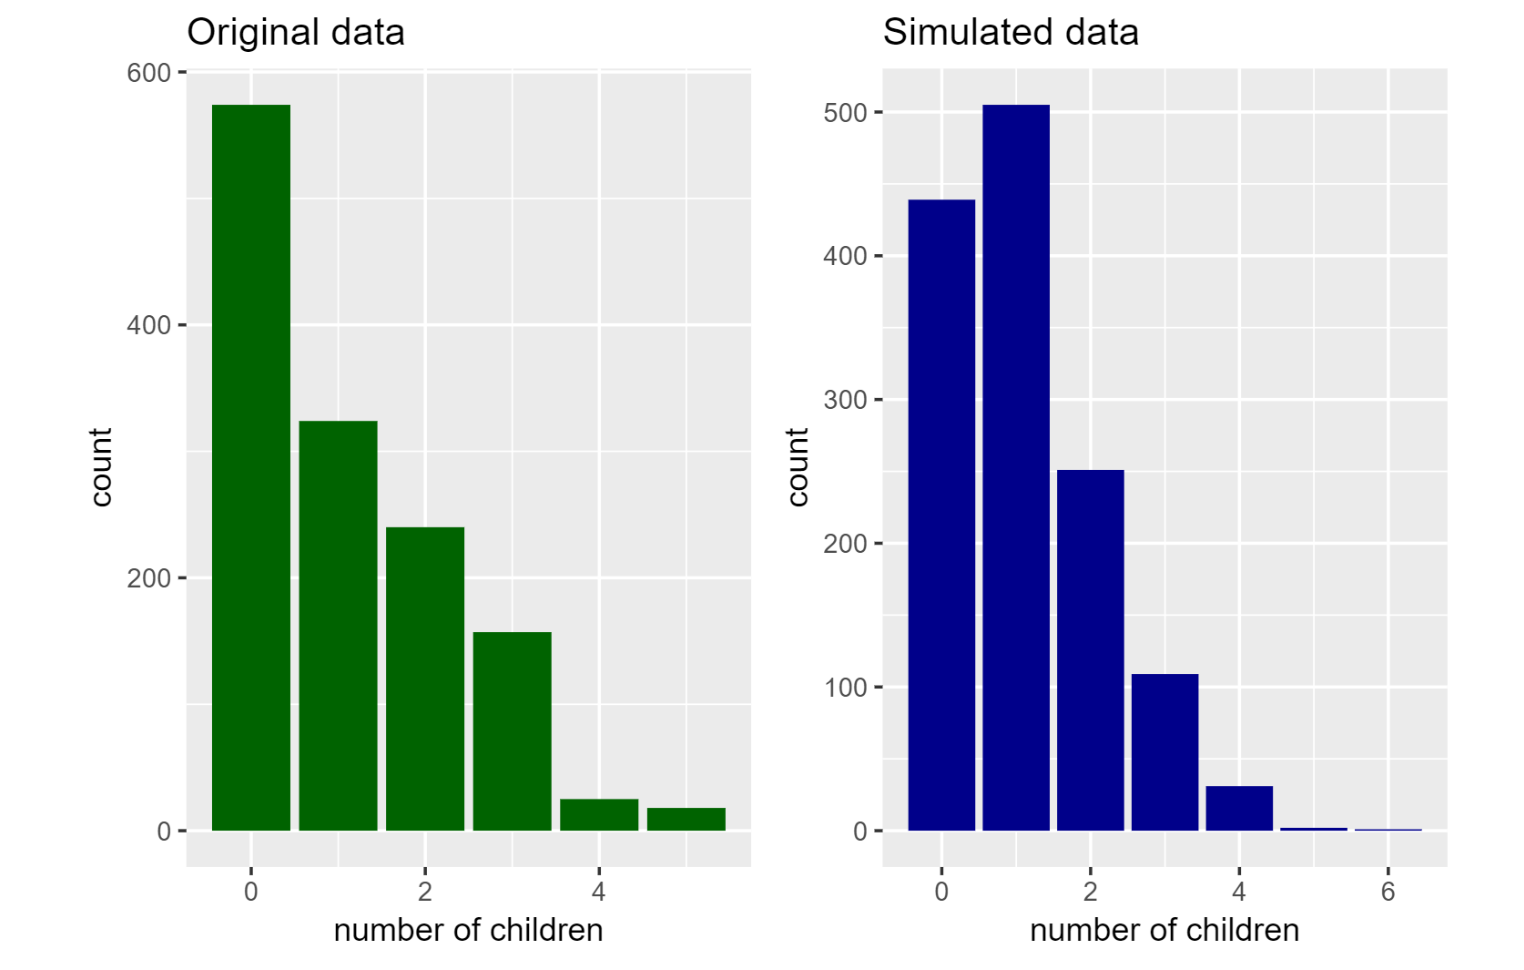 Original data
600
400
200
0
count
0 2 4
number of children
Simulated data
500
400
300
200
100
0
count
0 2 4 6
number of children